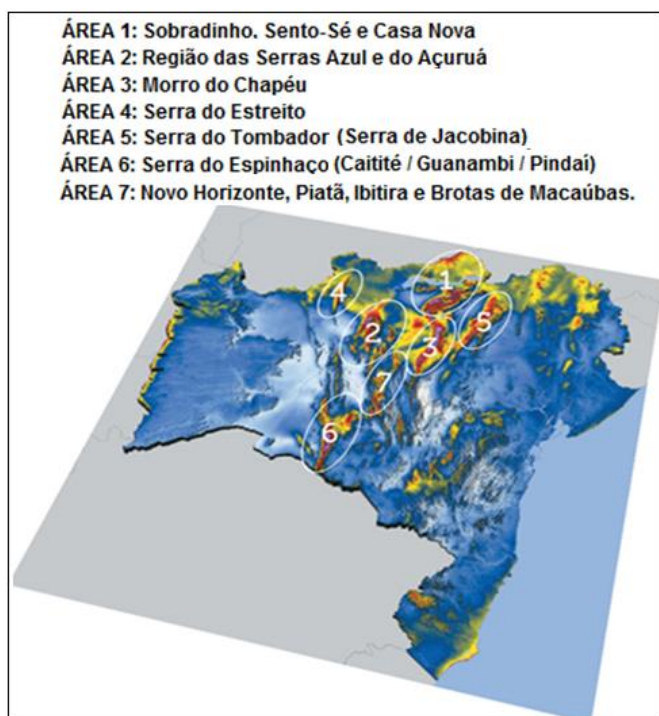 ÁREA 1: Sobradinho. Sento-Sé e Casa Nova
ÁREA 2: Região das Serras Azul e do Açuruá
ÁREA 3: Morro do Chapéu
ÁREA 4: Serra do Estreito
ÁREA 5: Serra do Tombador (Serra de Jacobina)
ÁREA 6: Serra do Espinhaço (Caitité / Guanambi / Pindaí)
ÁREA 7: Novo Horizonte, Piatã, Ibitira e Brotas de Macaúbas.
1
4
2
3
5
7
6